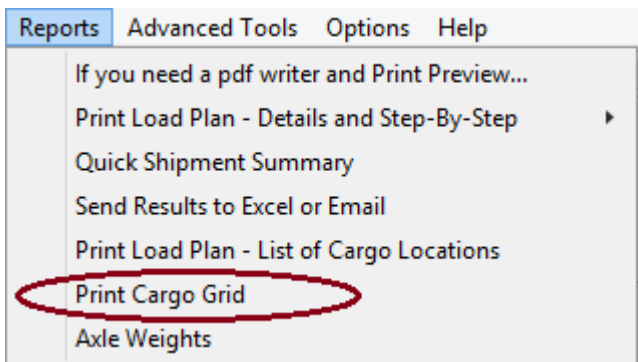 Reports Advanced Tools Options Help
If you need a pdf writer and Print Preview...
Print Load Plan - Details and Step-By-Step
Quick Shipment Summary
Send Results to Excel or Email
Print Load Plan - List of Cargo Locations
Print Cargo Grid
Axle Weights